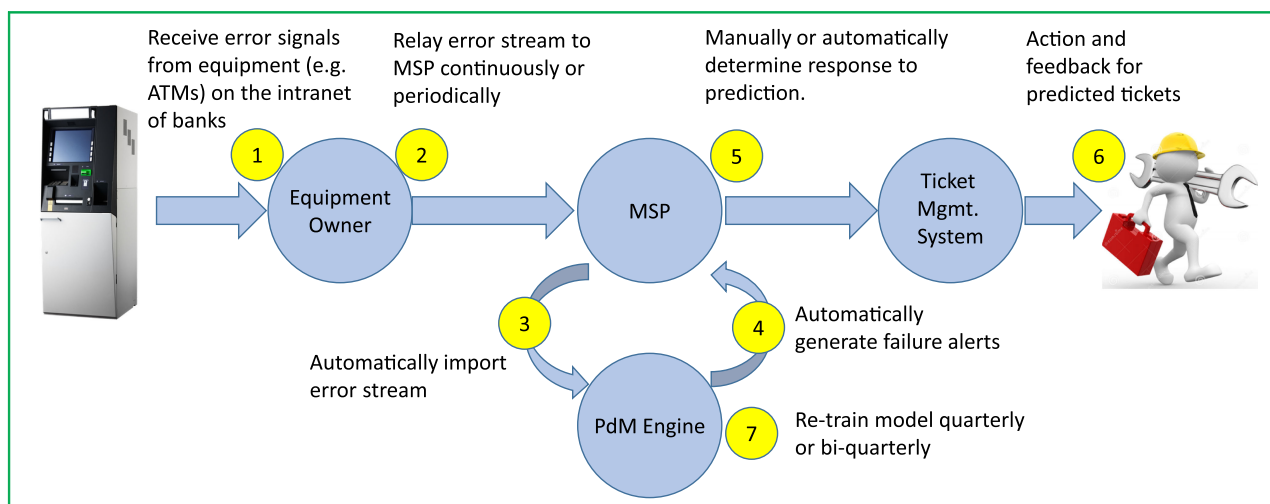 Receive error signals
from equipment (e.g.
ATMs) on the intranet
of banks
1
Equipment
Owner
Relay error stream to
MSP continuously or
periodically
2
MSP
Automatically import
error stream
3
PdM Engine
Automatically
generate failure alerts
4
Manually or automatically
determine response to
prediction.
5
Ticket
Mgmt.
System
Action and
feedback for
predicted tickets
6
7
Re-train model quarterly
or bi-quarterly